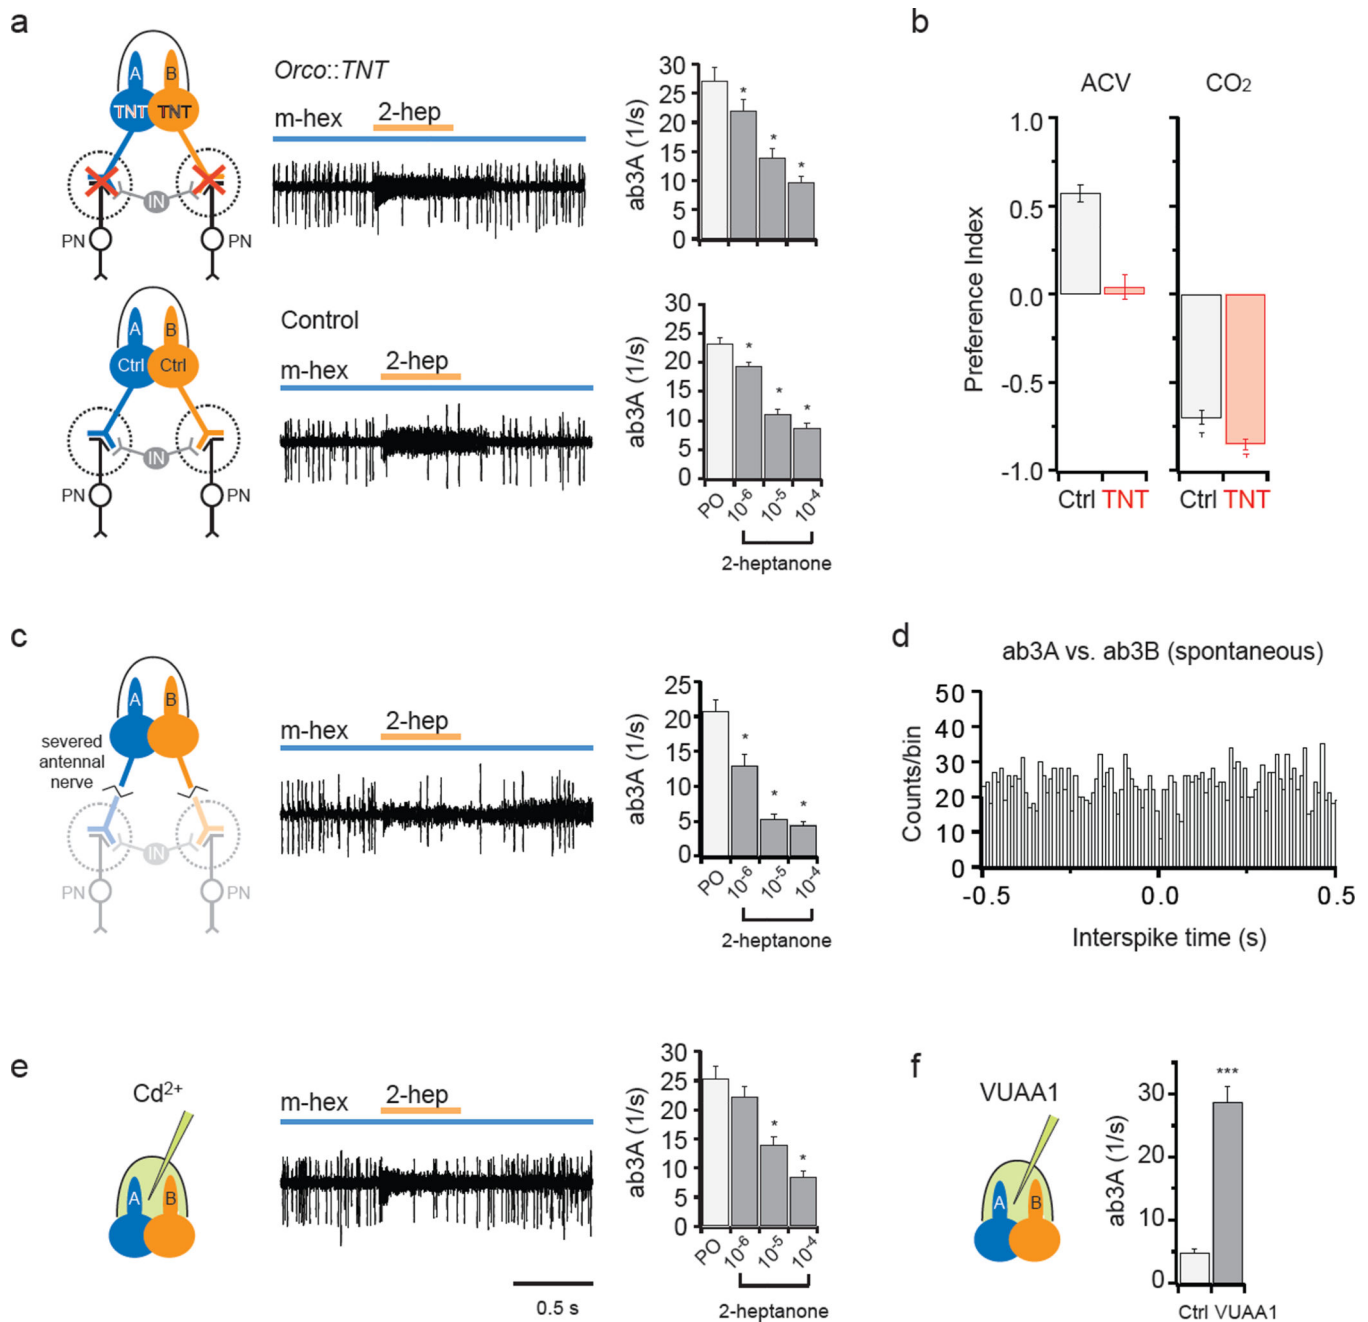 a
A B
TNT TNT
IN
PN PN
Orco::TNT
m-hex 2-hep
ab3A (1/s)
30
25
20
15
10
5
0
* * *
A B
Ctrl Ctrl
IN
PN PN
Control
m-hex 2-hep
ab3A (1/s)
30
25
20
15
10
5
0
* * *
PO 10-6 10-5 10-4
2-heptanone
b
ACV CO2
Preference Index
1.0
0.5
0.0
-0.5
-1.0
Ctrl TNT Ctrl TNT
c
A B
severed
antennal
nerve
IN
PN PN
m-hex 2-hep
ab3A (1/s)
25
20
15
10
5
0
* * *
PO 10-6 10-5 10-4
2-heptanone
d
ab3A vs. ab3B (spontaneous)
Counts/bin
50
40
30
20
10
0
-0.5 0.0 0.5
Interspike time (s)
e
Cd2+
A B
m-hex 2-hep
0.5 s
ab3A (1/s)
30
25
20
15
10
5
0
* *
PO 10-6 10-5 10-4
2-heptanone
f
VUAA1
A B
ab3A (1/s)
30
20
10
0
***
Ctrl VUAA1